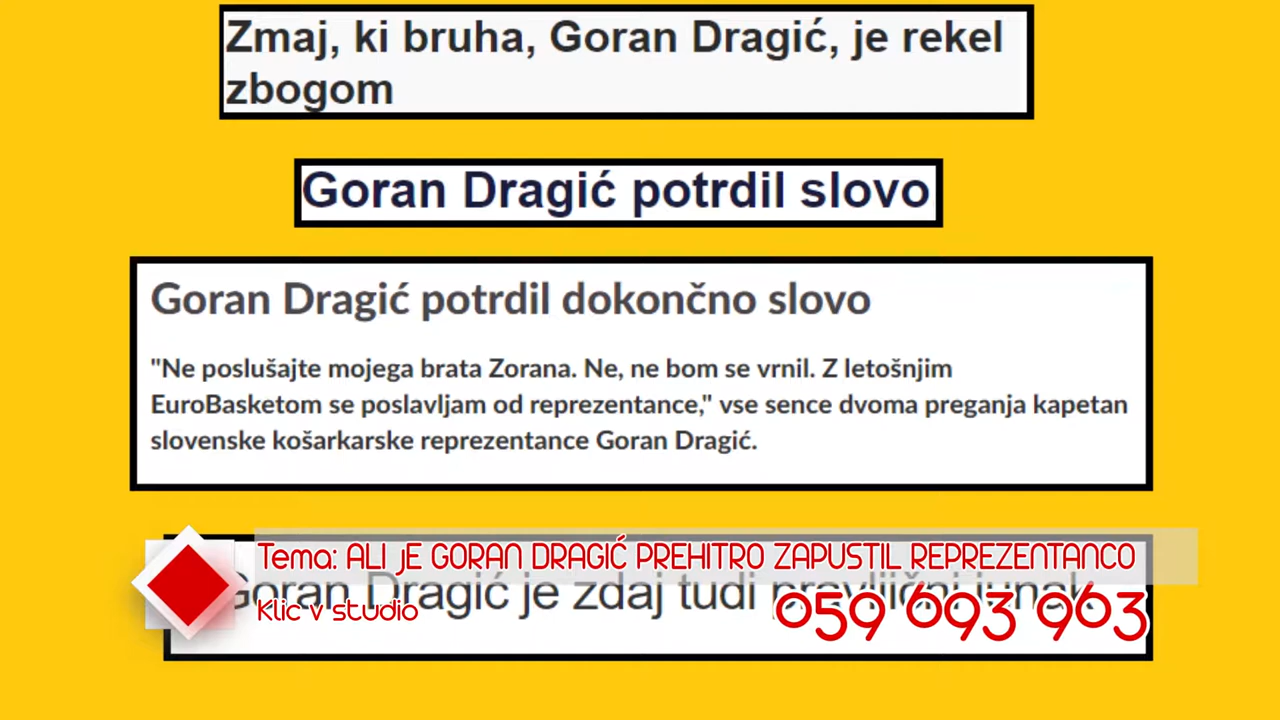 Zmaj, ki bruha, Goran Dragić, je rekel
zbogom
Goran Dragić potrdil slovo
Goran Dragić potrdil dokončno slovo
"Ne poslušajte mojega brata Zorana. Ne, ne bom se vrnil. Z letošnjim
EuroBasketom se poslavljam od reprezentance," vse sence dvoma preganja kapetan
slovenske košarkarske reprezentance Goran Dragić.
Tema: ALI JE GORAN DRAGIĆ PREHITRO ZAPUSTIL REPREZENTANCO
Goran Dragić je zdaj tudi pravljični junak
Klic v studio
059 693 963